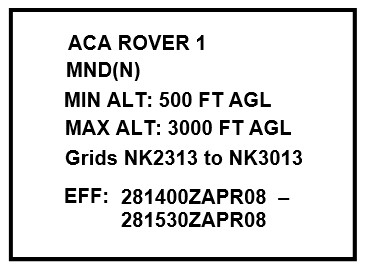 ACA ROVER 1
MND(N)
MIN ALT: 500 FT AGL
MAX ALT: 3000 FT AGL
Grids NK2313 to NK3013
EFF: 281400ZAPR08 –
281530ZAPR08